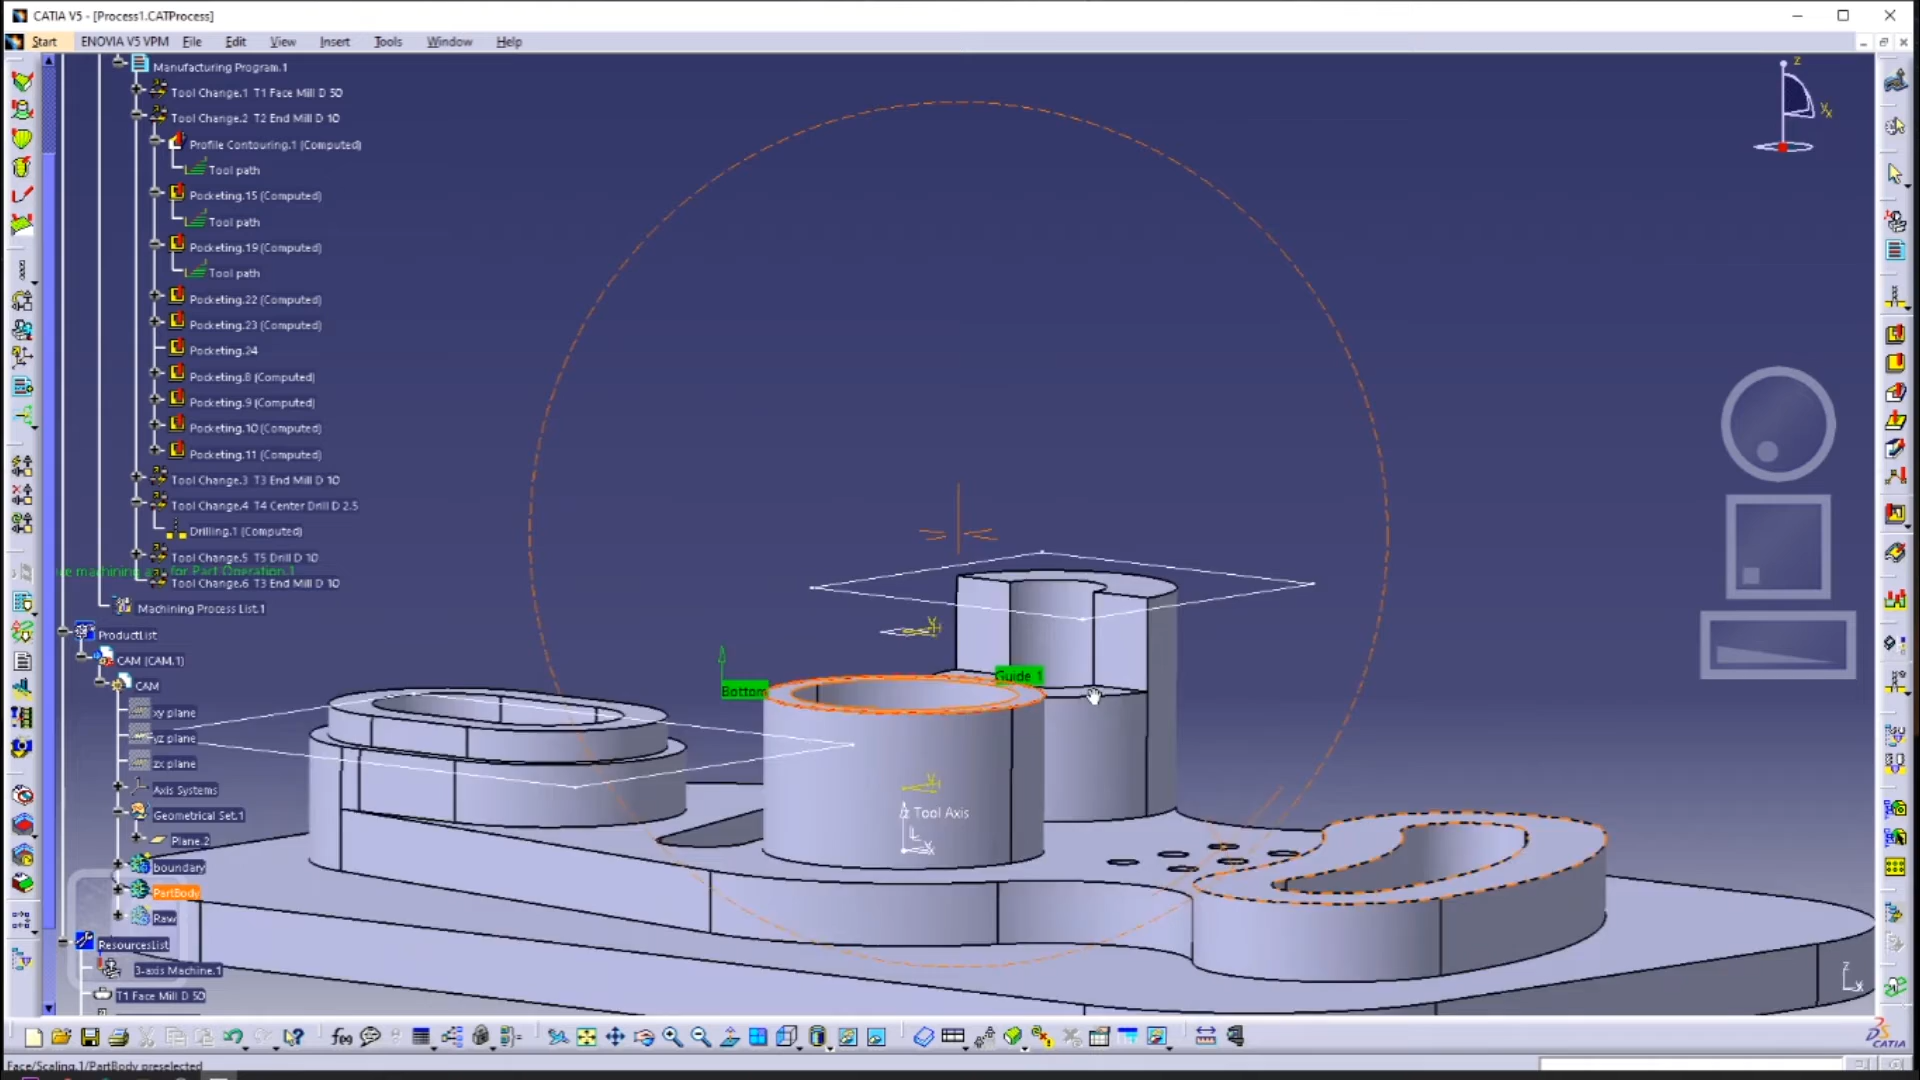 CATIA V5 - [Process1.CATProcess]
Start ENOVIA V5 VPM File Edit View Insert Tools Window Help
Manufacturing Program.1
Tool Change.1 T1 Face Mill D 50
Tool Change.2 T2 End Mill D 10
Profile Contouring.1 (Computed)
Tool path
Pocketing.15 (Computed)
Tool path
Pocketing.19 (Computed)
Tool path
Pocketing.22 (Computed)
Pocketing.23 (Computed)
Pocketing.24
Pocketing.8 (Computed)
Pocketing.9 (Computed)
Pocketing.10 (Computed)
Pocketing.11 (Computed)
Tool Change.3 T3 End Mill D 10
Tool Change.4 T4 Center Drill D 2.5
Drilling.1 (Computed)
Tool Change.5 T5 Drill D 10
for Part Operation.1
Tool Change.6 T3 End Mill D 10
Machining Process List.1
ProductList
CAM (CAM.1)
CAM
xy plane
yz plane
zx plane
Axis Systems
Geometrical Set.1
Plane.2
boundary
PartBody
Raw
ResourcesList
3-axis Machine.1
T1 Face Mill D 50
Guide 1
Bottom
Tool Axis
z
z
CATIA
Face/Scaling.1/PartBody preselected